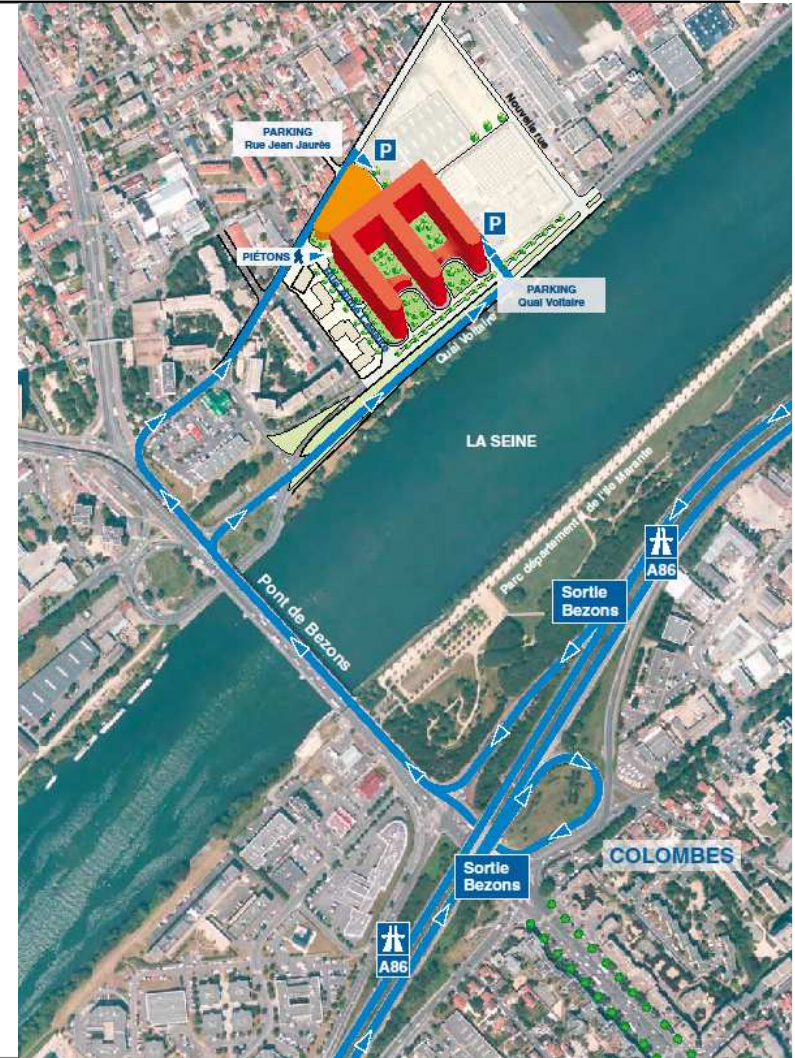 Nouvelle rue
PARKING
Rue Jean Jaurès
P
P
PIÉTONS
PARKING
Quai Voltaire
Quai Voltaire
LA SEINE
Parc départemental de l'île Marante
A86
Sortie
Bezons
Pont de Bezons
COLOMBES
Sortie
Bezons
A86